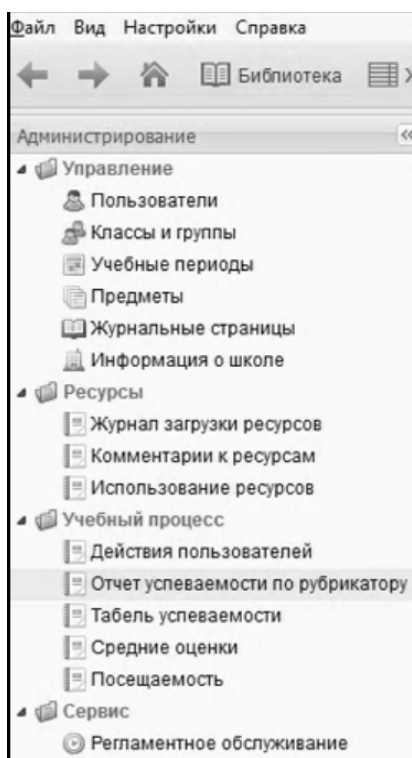 Файл Вид Настройки Справка
Библиотека
Администрирование
Управление
Пользователи
Классы и группы
Учебные периоды
Предметы
Журнальные страницы
Информация о школе
Ресурсы
Журнал загрузки ресурсов
Комментарии к ресурсам
Использование ресурсов
Учебный процесс
Действия пользователей
Отчет успеваемости по рубрикатору
Табель успеваемости
Средние оценки
Посещаемость
Сервис
Регламентное обслуживание